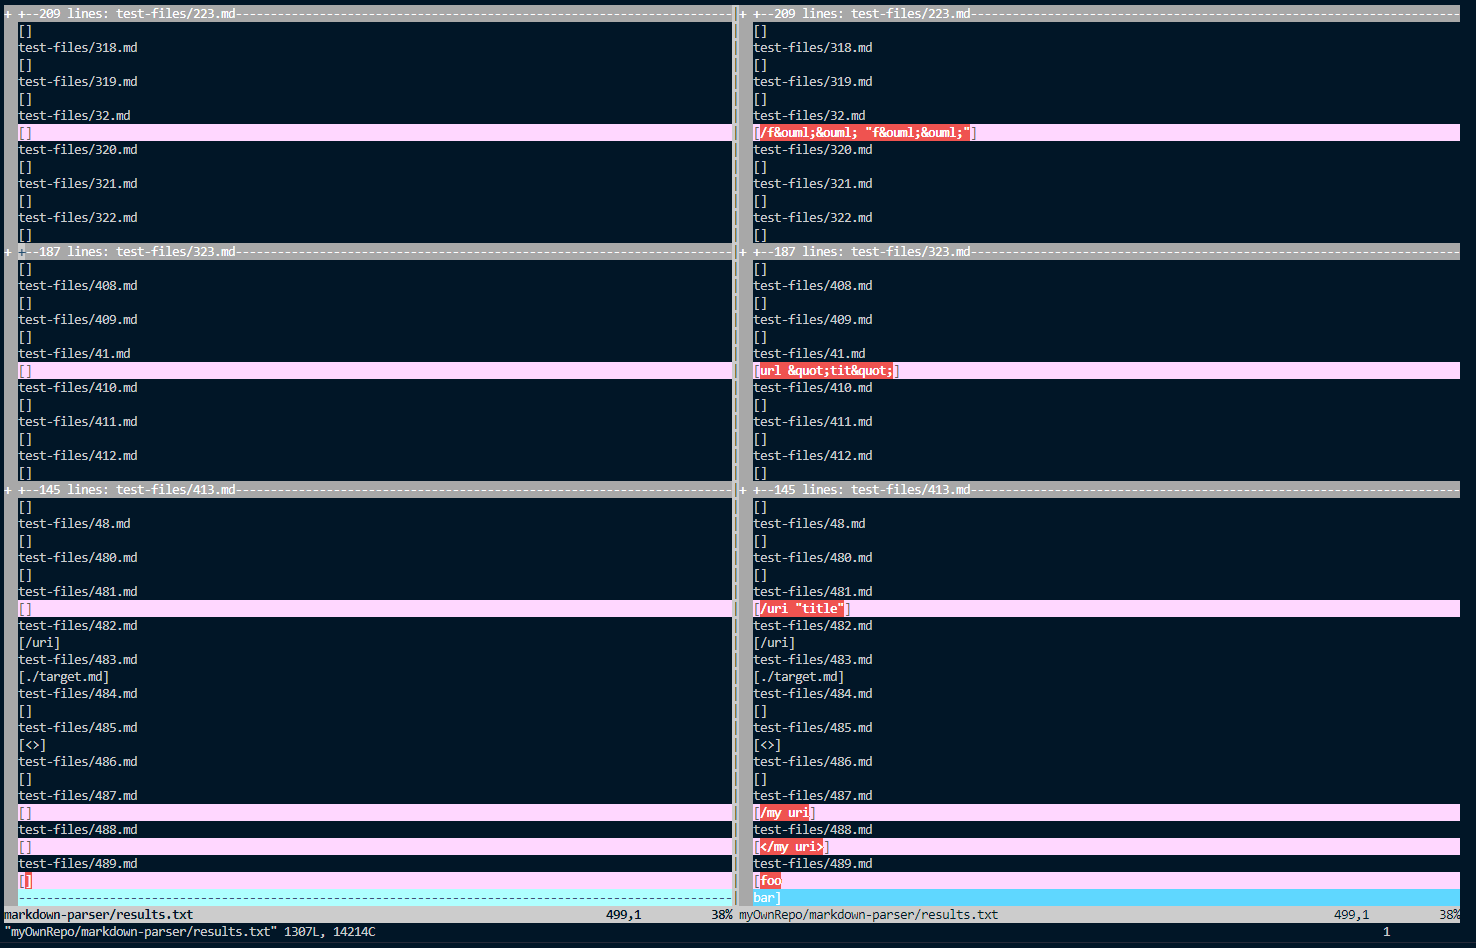 + +--209 lines: test-files/223.md--------------------------------------------------------------------
[]
test-files/318.md
[]
test-files/319.md
[]
test-files/32.md
[]
test-files/320.md
[]
test-files/321.md
[]
test-files/322.md
[]
+ +--187 lines: test-files/323.md--------------------------------------------------------------------
[]
test-files/408.md
[]
test-files/409.md
[]
test-files/41.md
[]
test-files/410.md
[]
test-files/411.md
[]
test-files/412.md
[]
+ +--145 lines: test-files/413.md--------------------------------------------------------------------
[]
test-files/48.md
[]
test-files/480.md
[]
test-files/481.md
[]
test-files/482.md
[/uri]
test-files/483.md
[./target.md]
test-files/484.md
[]
test-files/485.md
[<>]
test-files/486.md
[]
test-files/487.md
[]
test-files/488.md
[]
test-files/489.md
[]
------------------------------------------------------------------------------------------------------
markdown-parser/results.txt 499,1 38%
+ +--209 lines: test-files/223.md--------------------------------------------------------------------
[]
test-files/318.md
[]
test-files/319.md
[]
test-files/32.md
[/f&ouml;&ouml; "f&ouml;&ouml;"]
test-files/320.md
[]
test-files/321.md
[]
test-files/322.md
[]
+ +--187 lines: test-files/323.md--------------------------------------------------------------------
[]
test-files/408.md
[]
test-files/409.md
[]
test-files/41.md
[url &quot;tit&quot;]
test-files/410.md
[]
test-files/411.md
[]
test-files/412.md
[]
+ +--145 lines: test-files/413.md--------------------------------------------------------------------
[]
test-files/48.md
[]
test-files/480.md
[]
test-files/481.md
[/uri "title"]
test-files/482.md
[/uri]
test-files/483.md
[./target.md]
test-files/484.md
[]
test-files/485.md
[<>]
test-files/486.md
[]
test-files/487.md
[/my uri]
test-files/488.md
[</my uri>]
test-files/489.md
[foo
bar]
myOwnRepo/markdown-parser/results.txt 499,1 38%
"myOwnRepo/markdown-parser/results.txt" 1307L, 14214C 1